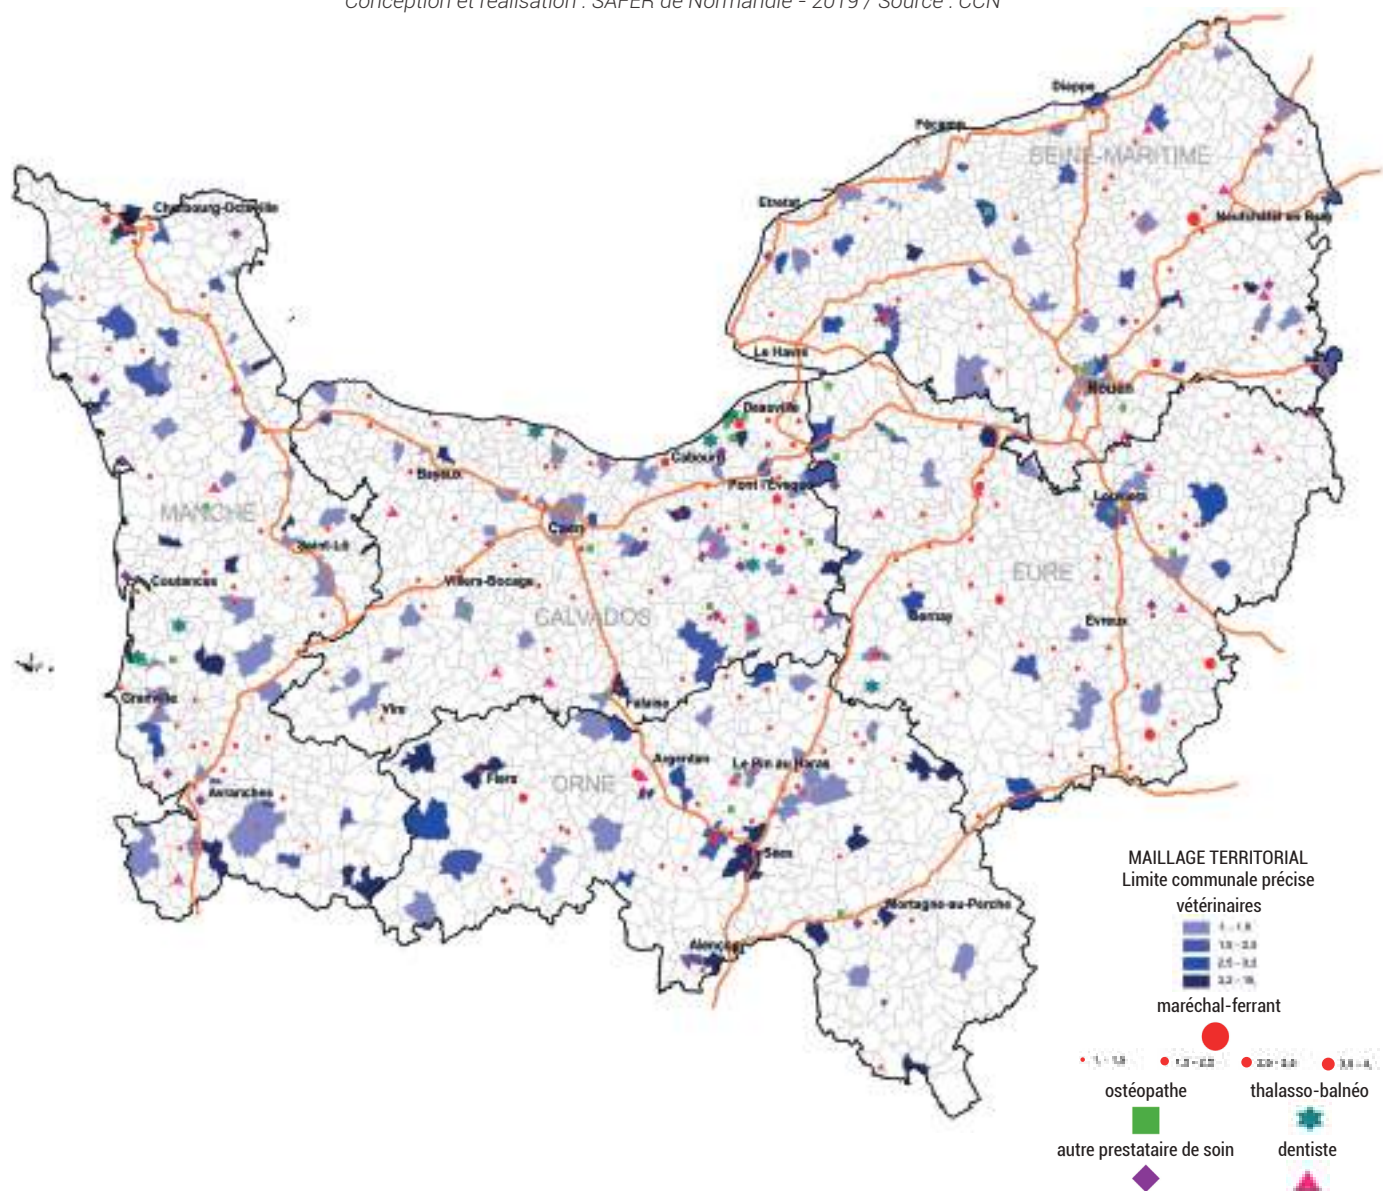 Conception et réalisation : SAFER de Normandie - 2019 / Source : CCN
Dieppe
Fécamp
SEINE-MARITIME
Etretat
Cherbourg-Octeville
Neufchâtel en Bray
Le Havre
Rouen
Deauville
Cabourg
Bayeux
Pont l'Eveque
Louviers
MANCHE
Caen
Saint-Lô
EURE
Coutances
Villers-Bocage
CALVADOS
Bernay
Evreux
Granville
Vire
Falaise
Argentan
Le Pin au Haras
Flers
ORNE
Avranches
Sees
Mortagne-au-Perche
Alençon
MAILLAGE TERRITORIAL
Limite communale précise
vétérinaires
maréchal-ferrant
ostéopathe
thalasso-balnéo
autre prestataire de soin
dentiste